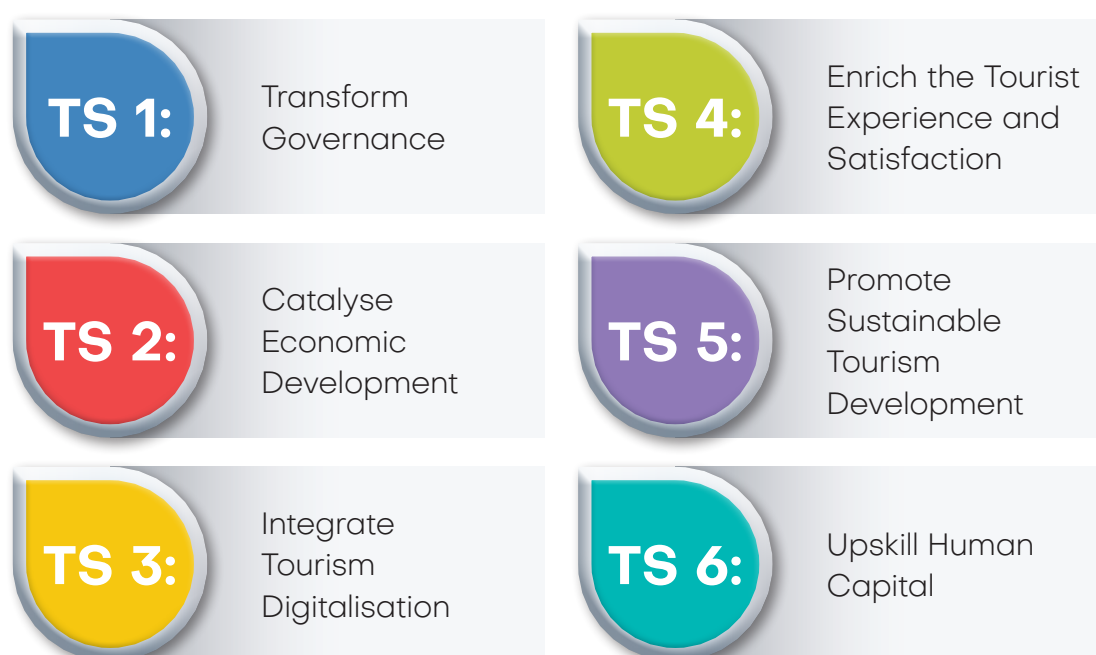 TS 1:
Transform
Governance
TS 2:
Catalyse
Economic
Development
TS 3:
Integrate
Tourism
Digitalisation
TS 4:
Enrich the Tourist
Experience and
Satisfaction
TS 5:
Promote
Sustainable
Tourism
Development
TS 6:
Upskill Human
Capital